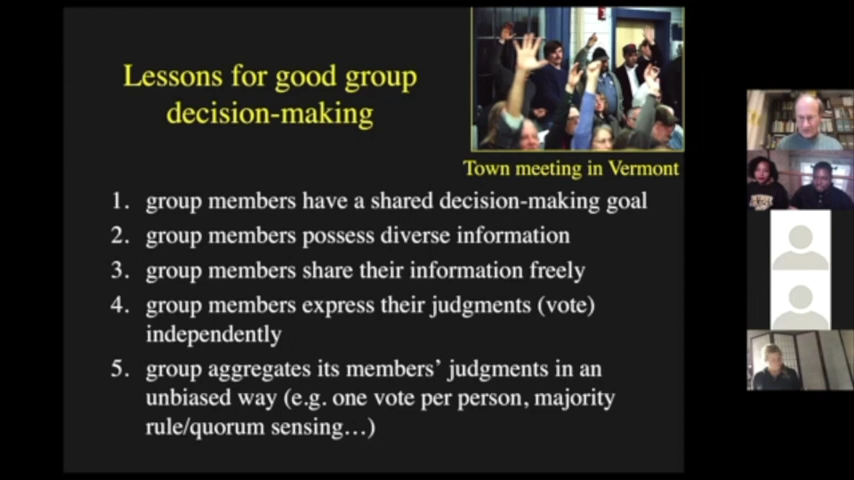 Lessons for good group
decision-making
Town meeting in Vermont
1. group members have a shared decision-making goal
2. group members possess diverse information
3. group members share their information freely
4. group members express their judgments (vote)
independently
5. group aggregates its members' judgments in an
unbiased way (e.g. one vote per person, majority
rule/quorum sensing…)